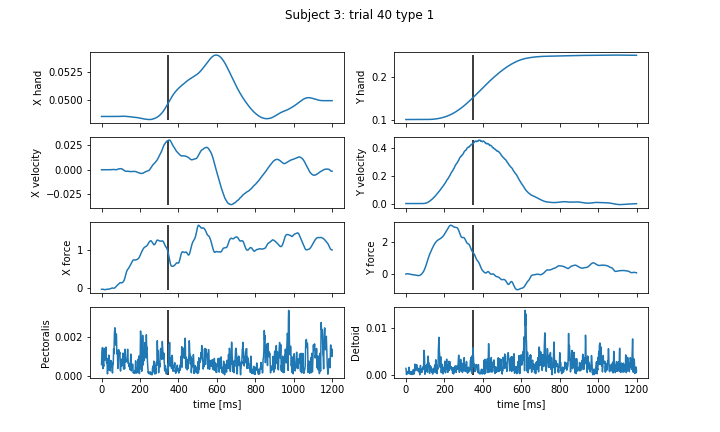 Subject 3: trial 40 type 1
X hand
0.0525
0.0500
Y hand
0.2
0.1
X velocity
0.025
0.000
−0.025
Y velocity
0.4
0.2
0.0
X force
1
0
Y force
2
0
Pectoralis
0.002
0.000
0 200 400 600 800 1000 1200
time [ms]
Deltoid
0.01
0.00
0 200 400 600 800 1000 1200
time [ms]